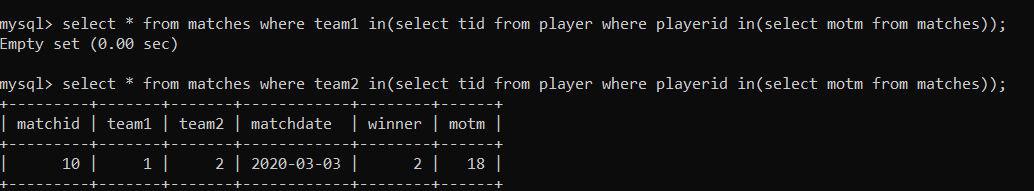 mysql> select * from matches where team1 in(select tid from player where playerid in(select motm from matches));
Empty set (0.00 sec)
mysql> select * from matches where team2 in(select tid from player where playerid in(select motm from matches));
+---------+-------+-------+------------+--------+------+
| matchid | team1 | team2 | matchdate  | winner | motm |
+---------+-------+-------+------------+--------+------+
|      10 |     1 |     2 | 2020-03-03 |      2 |   18 |
+---------+-------+-------+------------+--------+------+